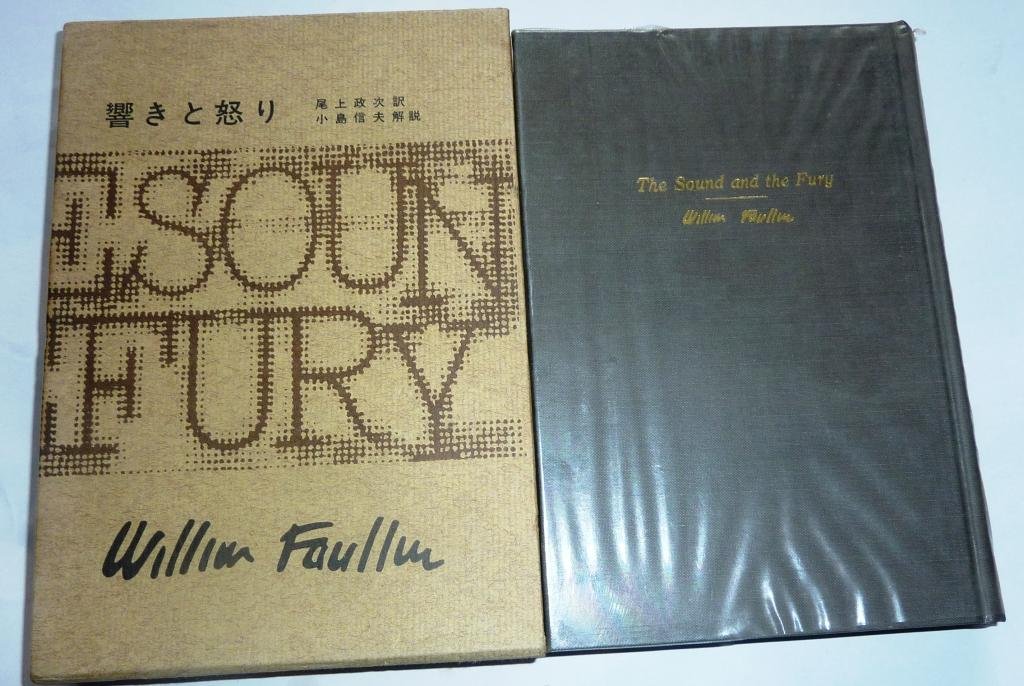 響きと怒り
尾上政次訳
小島信夫解説
E SOUN
FURY
William Faulkner
The Sound and the Fury
William Faulkner